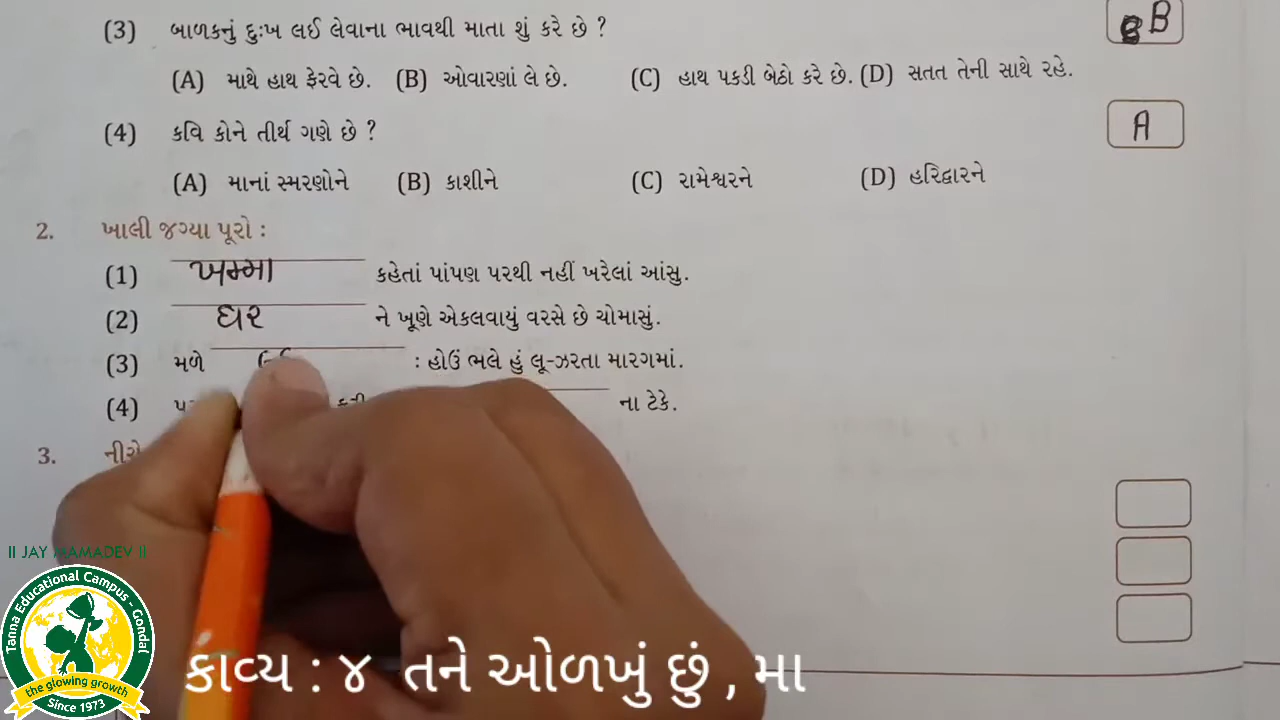 (3) બાળકનું દુઃખ લઈ લેવાના ભાવથી માતા શું કરે છે ? B
(A) માથે હાથ ફેરવે છે. (B) ઓવારણાં લે છે. (C) હાથ પકડી બેઠો કરે છે. (D) સતત તેની સાથે રહે.
(4) કવિ કોને તીર્થ ગણે છે ? A
(A) માનાં સ્મરણોને (B) કાશીને (C) રામેશ્વરને (D) હરિદ્વારને
2. ખાલી જગ્યા પૂરો :
(1) ખમ્મા કહેતાં પાંપણ પરથી નહીં ખરેલાં આંસુ.
(2) ઘર ને ખૂણે એકલવાયું વરસે છે ચોમાસું.
(3) મળે : હોઉં ભલે હું લૂ-ઝરતા મારગમાં.
(4) ના ટેકે.
3.
II JAY RAMADEV II
Tanna Educational Campus - Gondal
the glowing growth
Since 1973
કાવ્ય : ૪ તને ઓળખું છું , મા